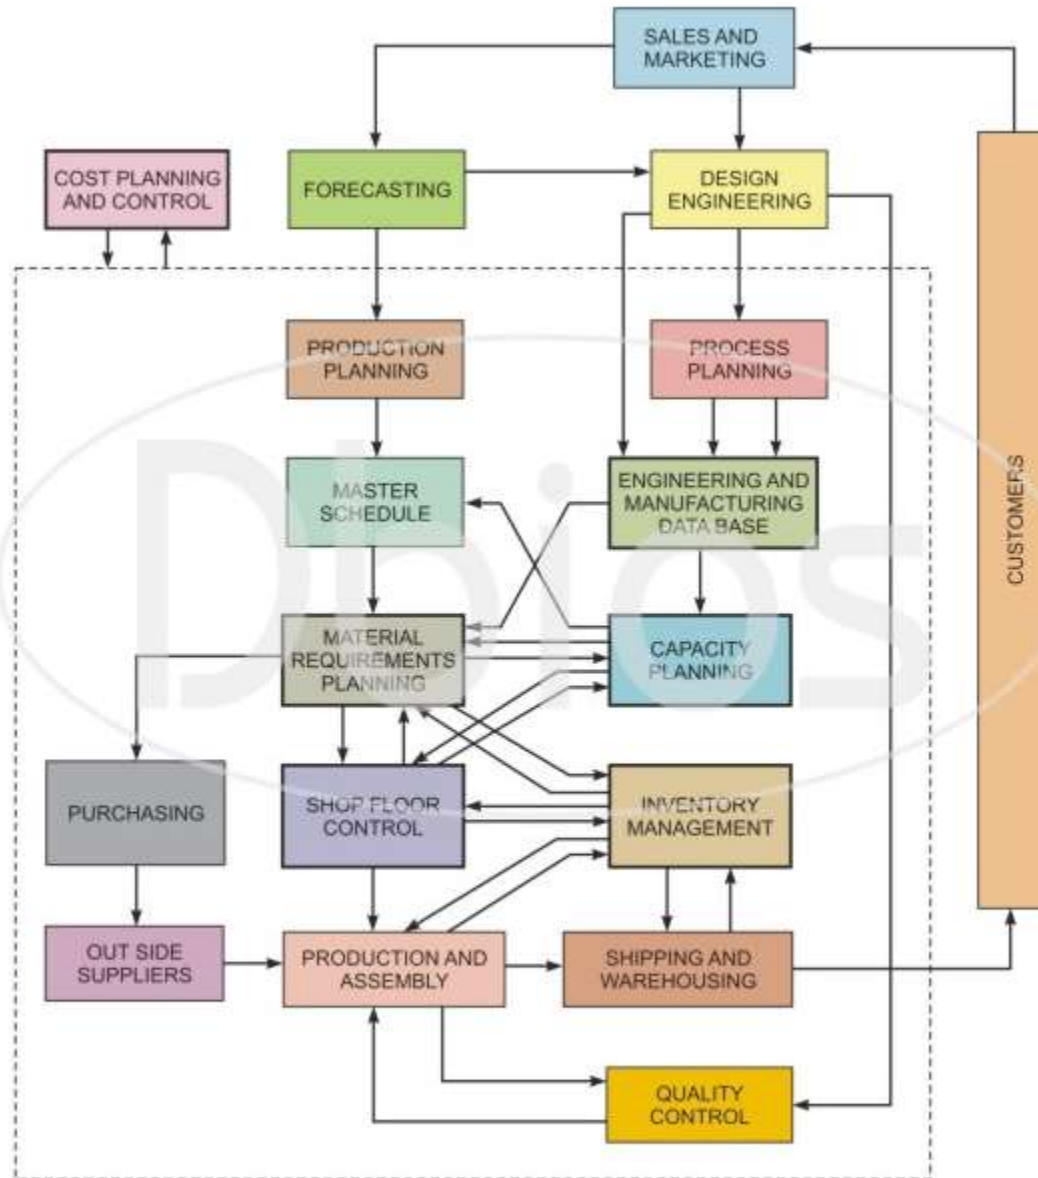 SALES AND
MARKETING
COST PLANNING
AND CONTROL
FORECASTING
DESIGN
ENGINEERING
PRODUCTION
PLANNING
PROCESS
PLANNING
MASTER
SCHEDULE
ENGINEERING AND
MANUFACTURING
DATA BASE
CUSTOMERS
MATERIAL
REQUIREMENTS
PLANNING
CAPACITY
PLANNING
PURCHASING
SHOP FLOOR
CONTROL
INVENTORY
MANAGEMENT
OUT SIDE
SUPPLIERS
PRODUCTION AND
ASSEMBLY
SHIPPING AND
WAREHOUSING
QUALITY
CONTROL
Dbios